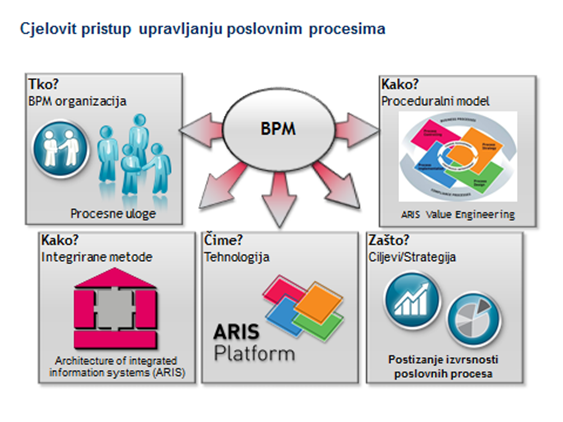 Cjelovit pristup upravljanju poslovnim procesima
Tko?
BPM organizacija
Procesne uloge
BPM
Kako?
Proceduralni model
ARIS Value Engineering
Kako?
Integrirane metode
Architecture of integrated
information systems (ARIS)
Čime?
Tehnologija
ARIS
Platform
Zašto?
Ciljevi/Strategija
Postizanje izvrsnosti
poslovnih procesa